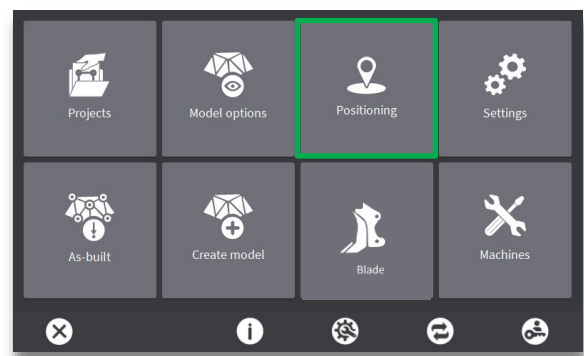 Projects
Model options
Positioning
Settings
As-built
Create model
Blade
Machines